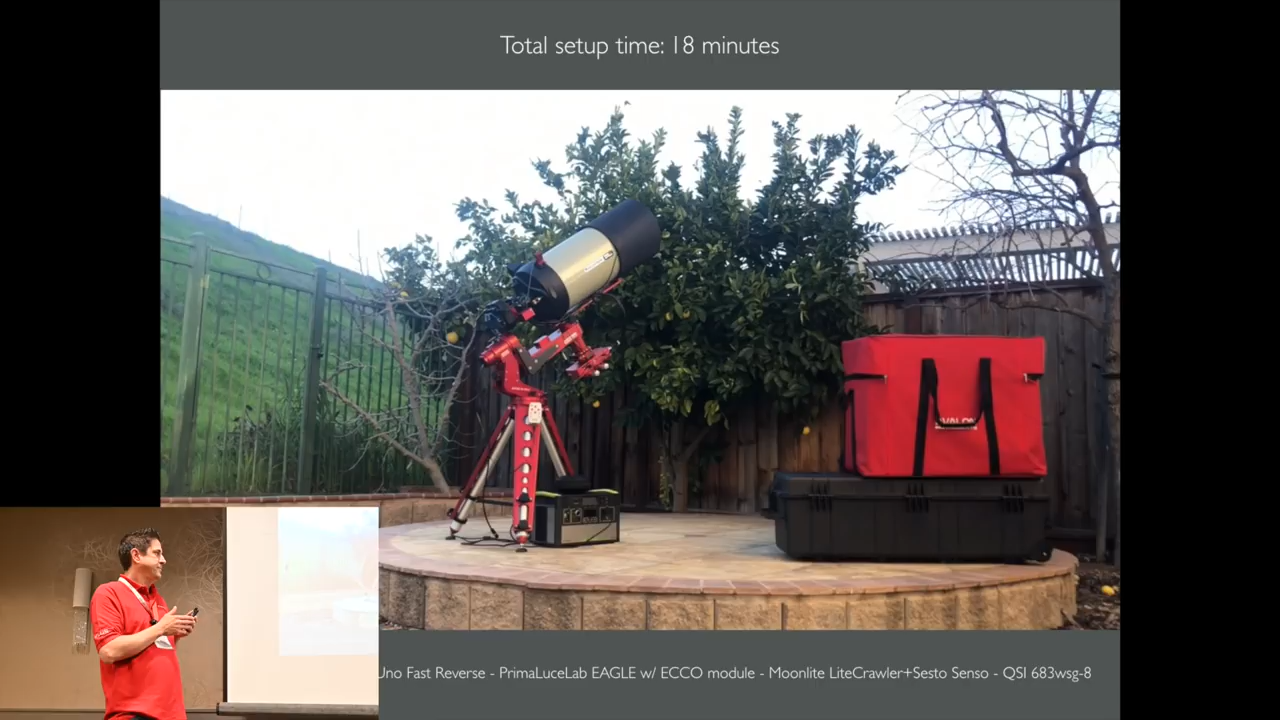 Total setup time: 18 minutes
Uno Fast Reverse - PrimaLuceLab EAGLE w/ ECCO module - Moonlite LiteCrawler+Sesto Senso - QSI 683wsg-8